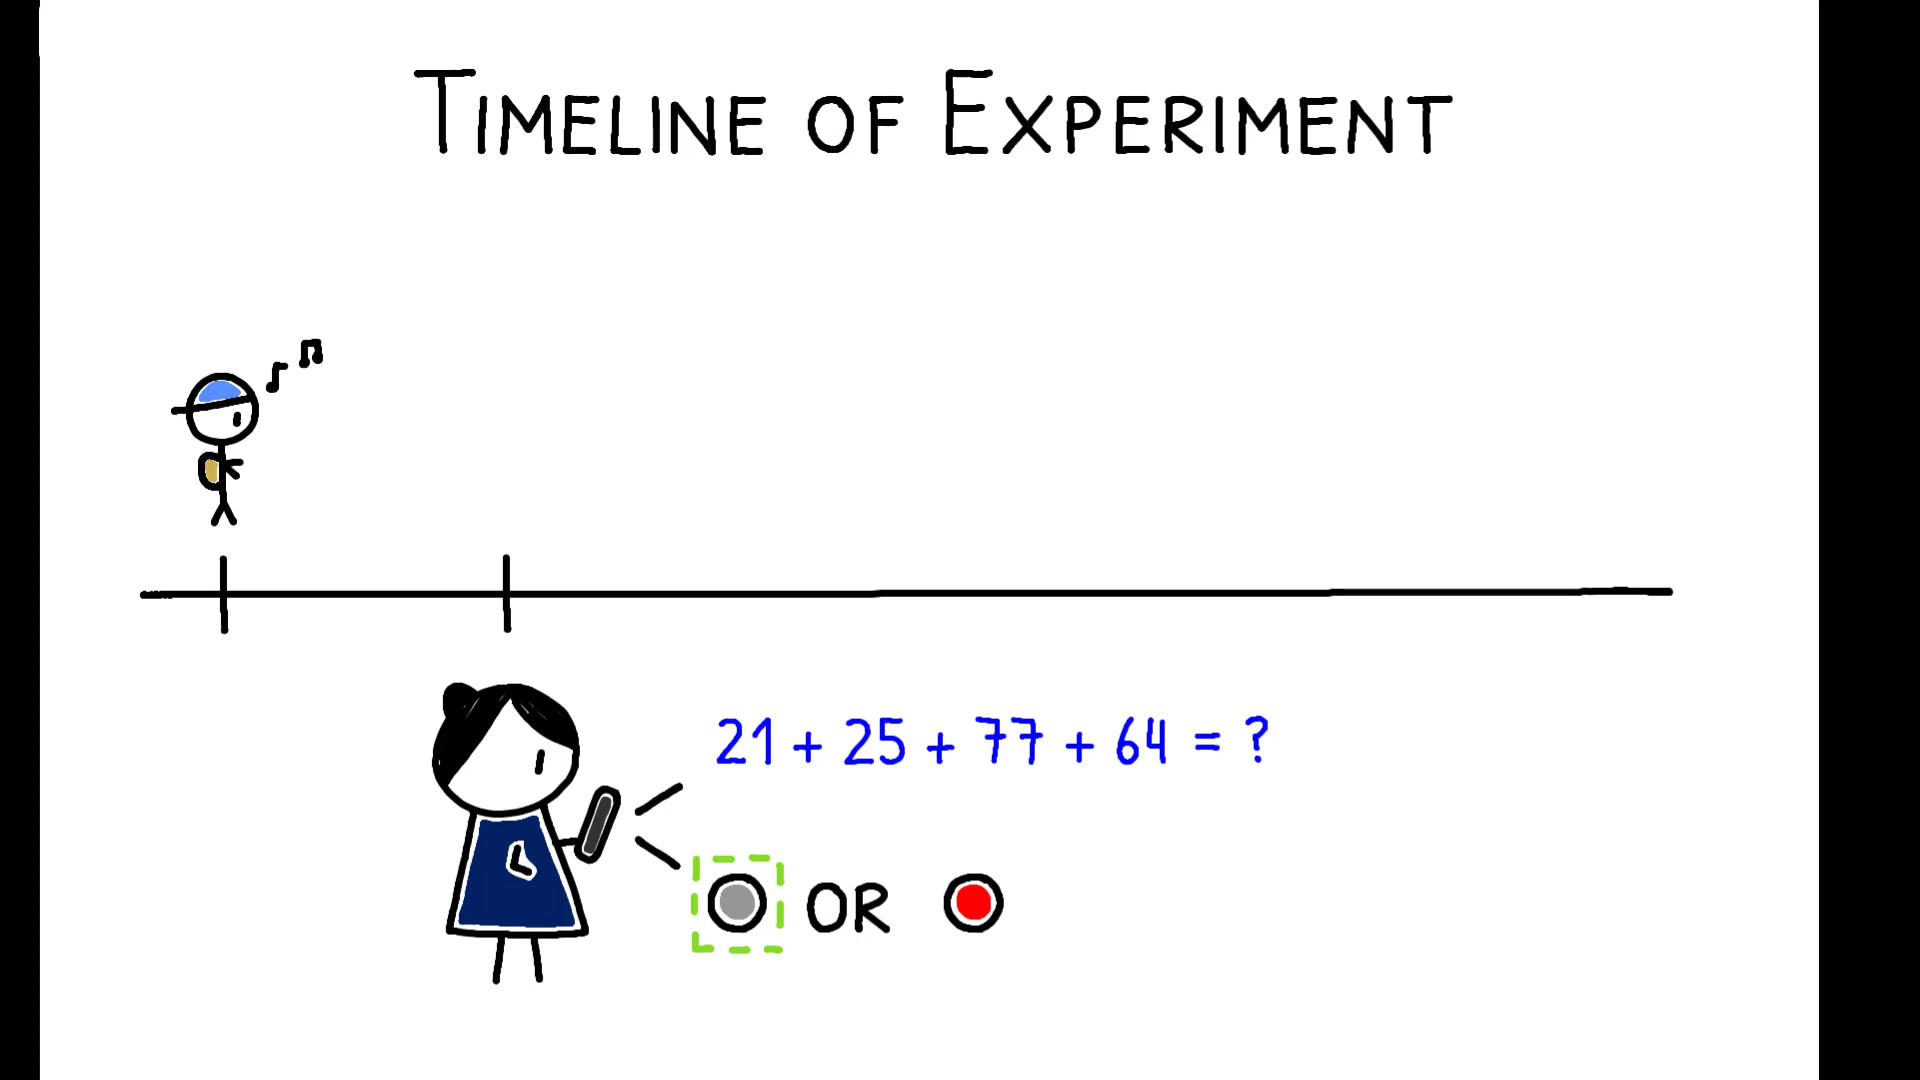 TIMELINE OF EXPERIMENT
21 + 25 + 77 + 64 = ?
OR